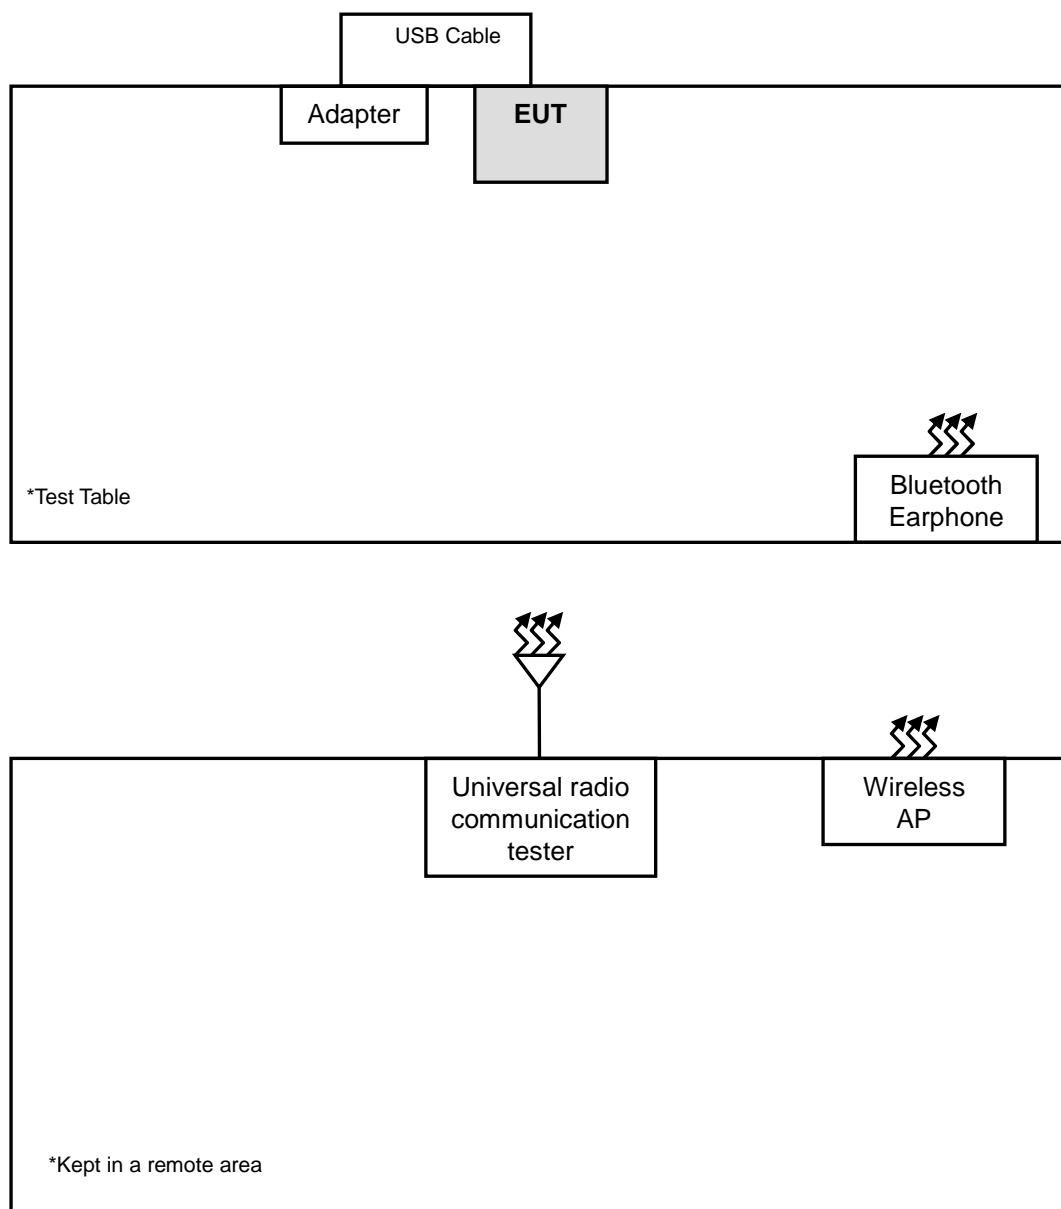 USB Cable
Adapter
EUT
*Test Table
Bluetooth
Earphone
Universal radio
communication
tester
Wireless
AP
*Kept in a remote area